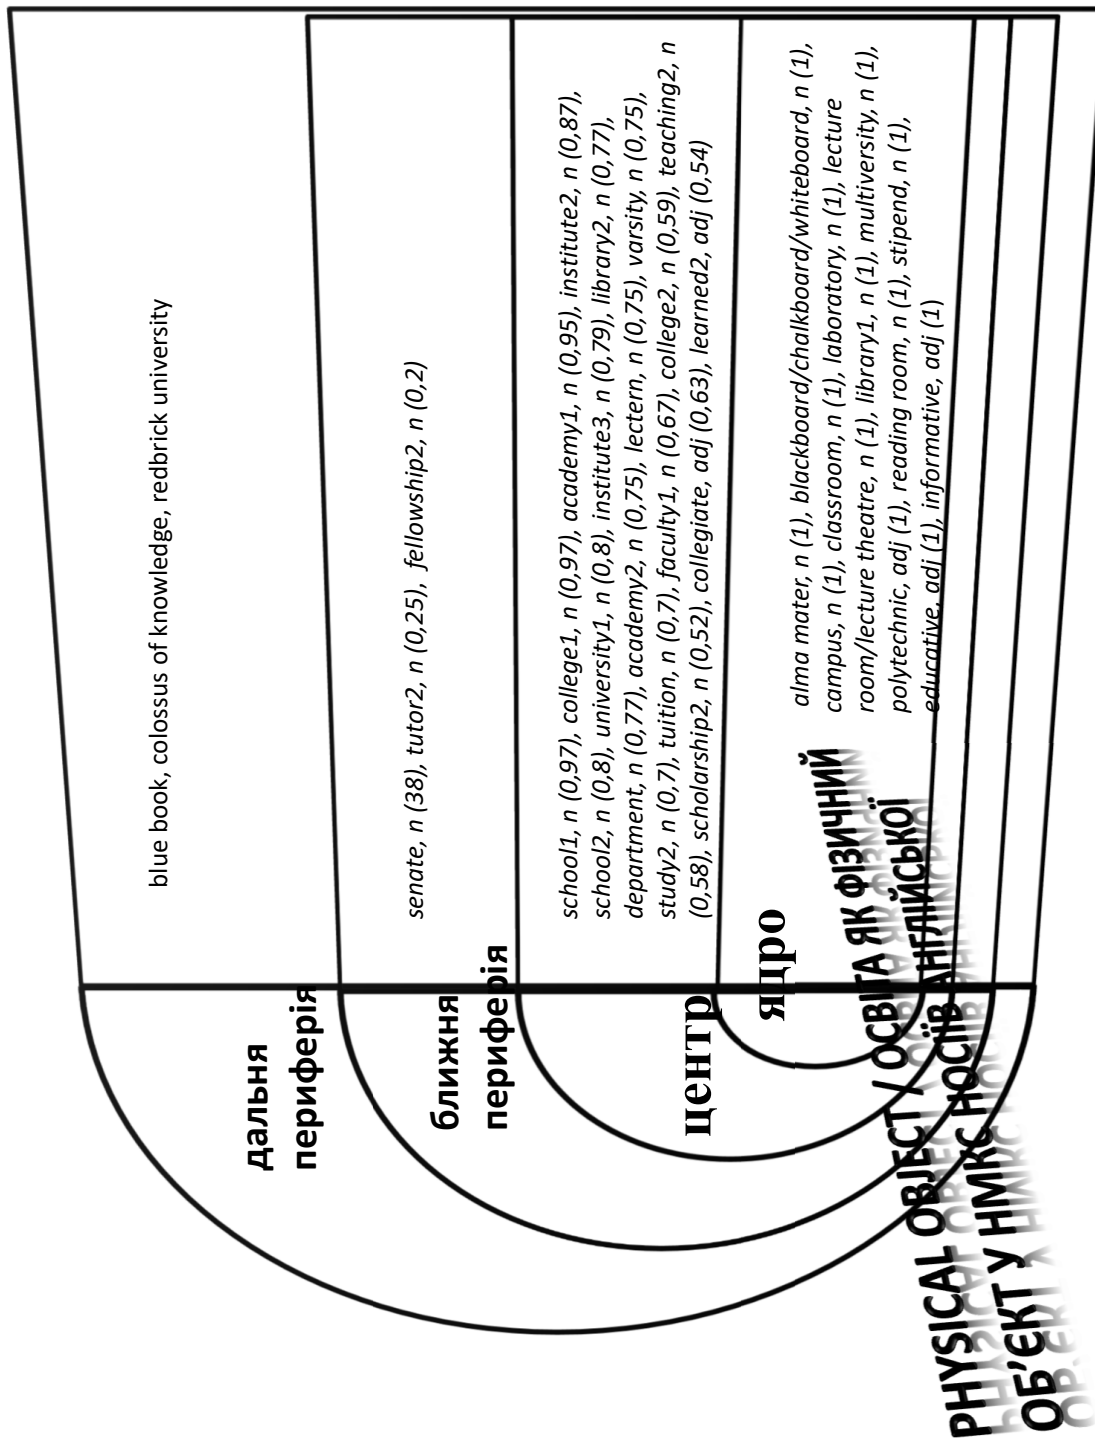 дальня
периферія
blue book, colossus of knowledge, redbrick university
ближня
периферія
senate, n (38), tutor2, n (0,25), fellowship2, n (0,2)
центр
school1, n (0,97), college1, n (0,97), academy1, n (0,95), institute2, n (0,87),
school2, n (0,8), university1, n (0,8), institute3, n (0,79), library2, n (0,77),
department, n (0,77), academy2, n (0,75), lectern, n (0,75), varsity, n (0,75),
study2, n (0,7), tuition, n (0,7), faculty1, n (0,67), college2, n (0,59), teaching2, n
(0,58), scholarship2, n (0,52), collegiate, adj (0,63), learned2, adj (0,54)
ядро
alma mater, n (1), blackboard/chalkboard/whiteboard, n (1),
campus, n (1), classroom, n (1), laboratory, n (1), lecture
room/lecture theatre, n (1), library1, n (1), multiversity, n (1),
polytechnic, adj (1), reading room, n (1), stipend, n (1),
educative, adj (1), informative, adj (1)
PHYSICAL OBJECT / ОСВІТА ЯК ФІЗИЧНИЙ
ОБ’ЄКТ У НМКС НОСІЇВ АНГЛІЙСЬКОЇ